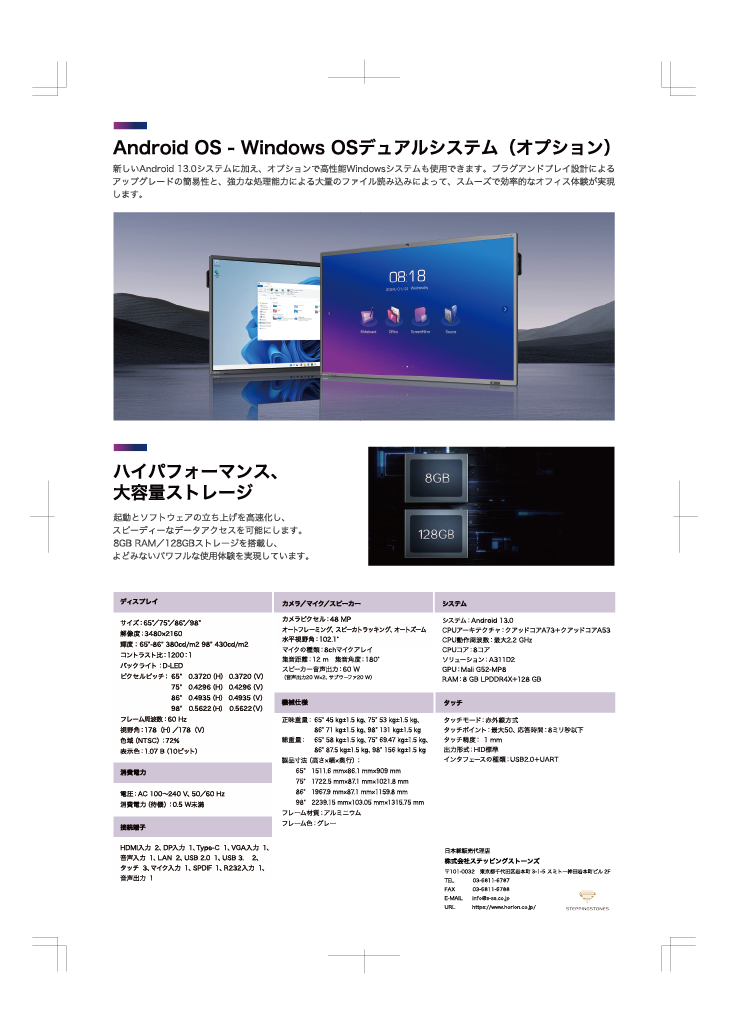 Android OS - Windows OSデュアルシステム（オプション）
新しいAndroid 13.0システムに加え、オプションで高性能Windowsシステムも使用できます。プラグアンドプレイ設計による
アップグレードの簡易性と、強力な処理能力による大量のファイル読み込みによって、スムーズで効率的なオフィス体験が実現
します。
08:18
Wednesday
Whiteboard
Office
ScreenMirror
Source
ハイパフォーマンス、
大容量ストレージ
起動とソフトウェアの立ち上げを高速化し、
スピーディーなデータアクセスを可能にします。
8GB RAM／128GBストレージを搭載し、
よどみないパワフルな使用体験を実現しています。
8GB
128GB
ディスプレイ
サイズ：65"／75"／86"／98"
解像度：3480×2160
輝度：65"-86" 380cd/m2 98" 430cd/m2
コントラスト比：1200：1
バックライト：D-LED
ピクセルピッチ： 65" 0.3720 (H) 0.3720 (V)
75" 0.4296 (H) 0.4296 (V)
86" 0.4935 (H) 0.4935 (V)
98" 0.5622 (H) 0.5622 (V)
フレーム周波数：60 Hz
視野角：178（H）／178（V）
色域（NTSC）：72%
表示色：1.07 B（10ビット）
消費電力
電圧：AC 100〜240 V、50／60 Hz
消費電力（待機）：0.5 W未満
接続端子
HDMI入力 2、DP入力 1、Type-C 1、VGA入力 1、
音声入力 1、LAN 2、USB 2.0 1、USB 3. 2、
タッチ 3、マイク入力 1、SPDIF 1、R232入力 1、
音声出力 1
カメラ／マイク／スピーカー
カメラピクセル：48 MP
オートフレーミング、スピーカトラッキング、オートズーム
水平視野角：102.1°
マイクの種類：8chマイクアレイ
集音距離：12 m 集音角度：180°
スピーカー音声出力：60 W
（音声出力20 W×2、サブウーファ20 W）
機械仕様
正味重量： 65" 45 kg±1.5 kg、75" 53 kg±1.5 kg、
86" 71 kg±1.5 kg、98" 131 kg±1.5 kg
総重量： 65" 58 kg±1.5 kg、75" 69.47 kg±1.5 kg、
86" 87.5 kg±1.5 kg、98" 156 kg±1.5 kg
製品寸法（高さ×幅×奥行）：
65" 1511.6 mm×86.1 mm×909 mm
75" 1722.5 mm×87.1 mm×1021.8 mm
86" 1967.9 mm×87.1 mm×1159.8 mm
98" 2239.15 mm×103.05 mm×1315.75 mm
フレーム材質：アルミニウム
フレーム色：グレー
システム
システム：Android 13.0
CPUアーキテクチャ：クアッドコアA73+クアッドコアA53
CPU動作周波数：最大2.2 GHz
CPUコア：8コア
ソリューション：A311D2
GPU：Mali G52-MP8
RAM：8 GB LPDDR4X+128 GB
タッチ
タッチモード：赤外線方式
タッチポイント：最大50、応答時間：8ミリ秒以下
タッチ精度： 1 mm
出力形式：HID標準
インタフェースの種類：USB2.0+UART
日本総販売代理店
株式会社ステッピングストーンズ
〒101-0032 東京都千代田区岩本町 3-1-5 スミトー神田岩本町ビル 2F
TEL 03-6811-6787
FAX 03-6811-6788
E-MAIL info@s-ss.co.jp
URL https://www.horion.co.jp/
STEPPINGSTONES